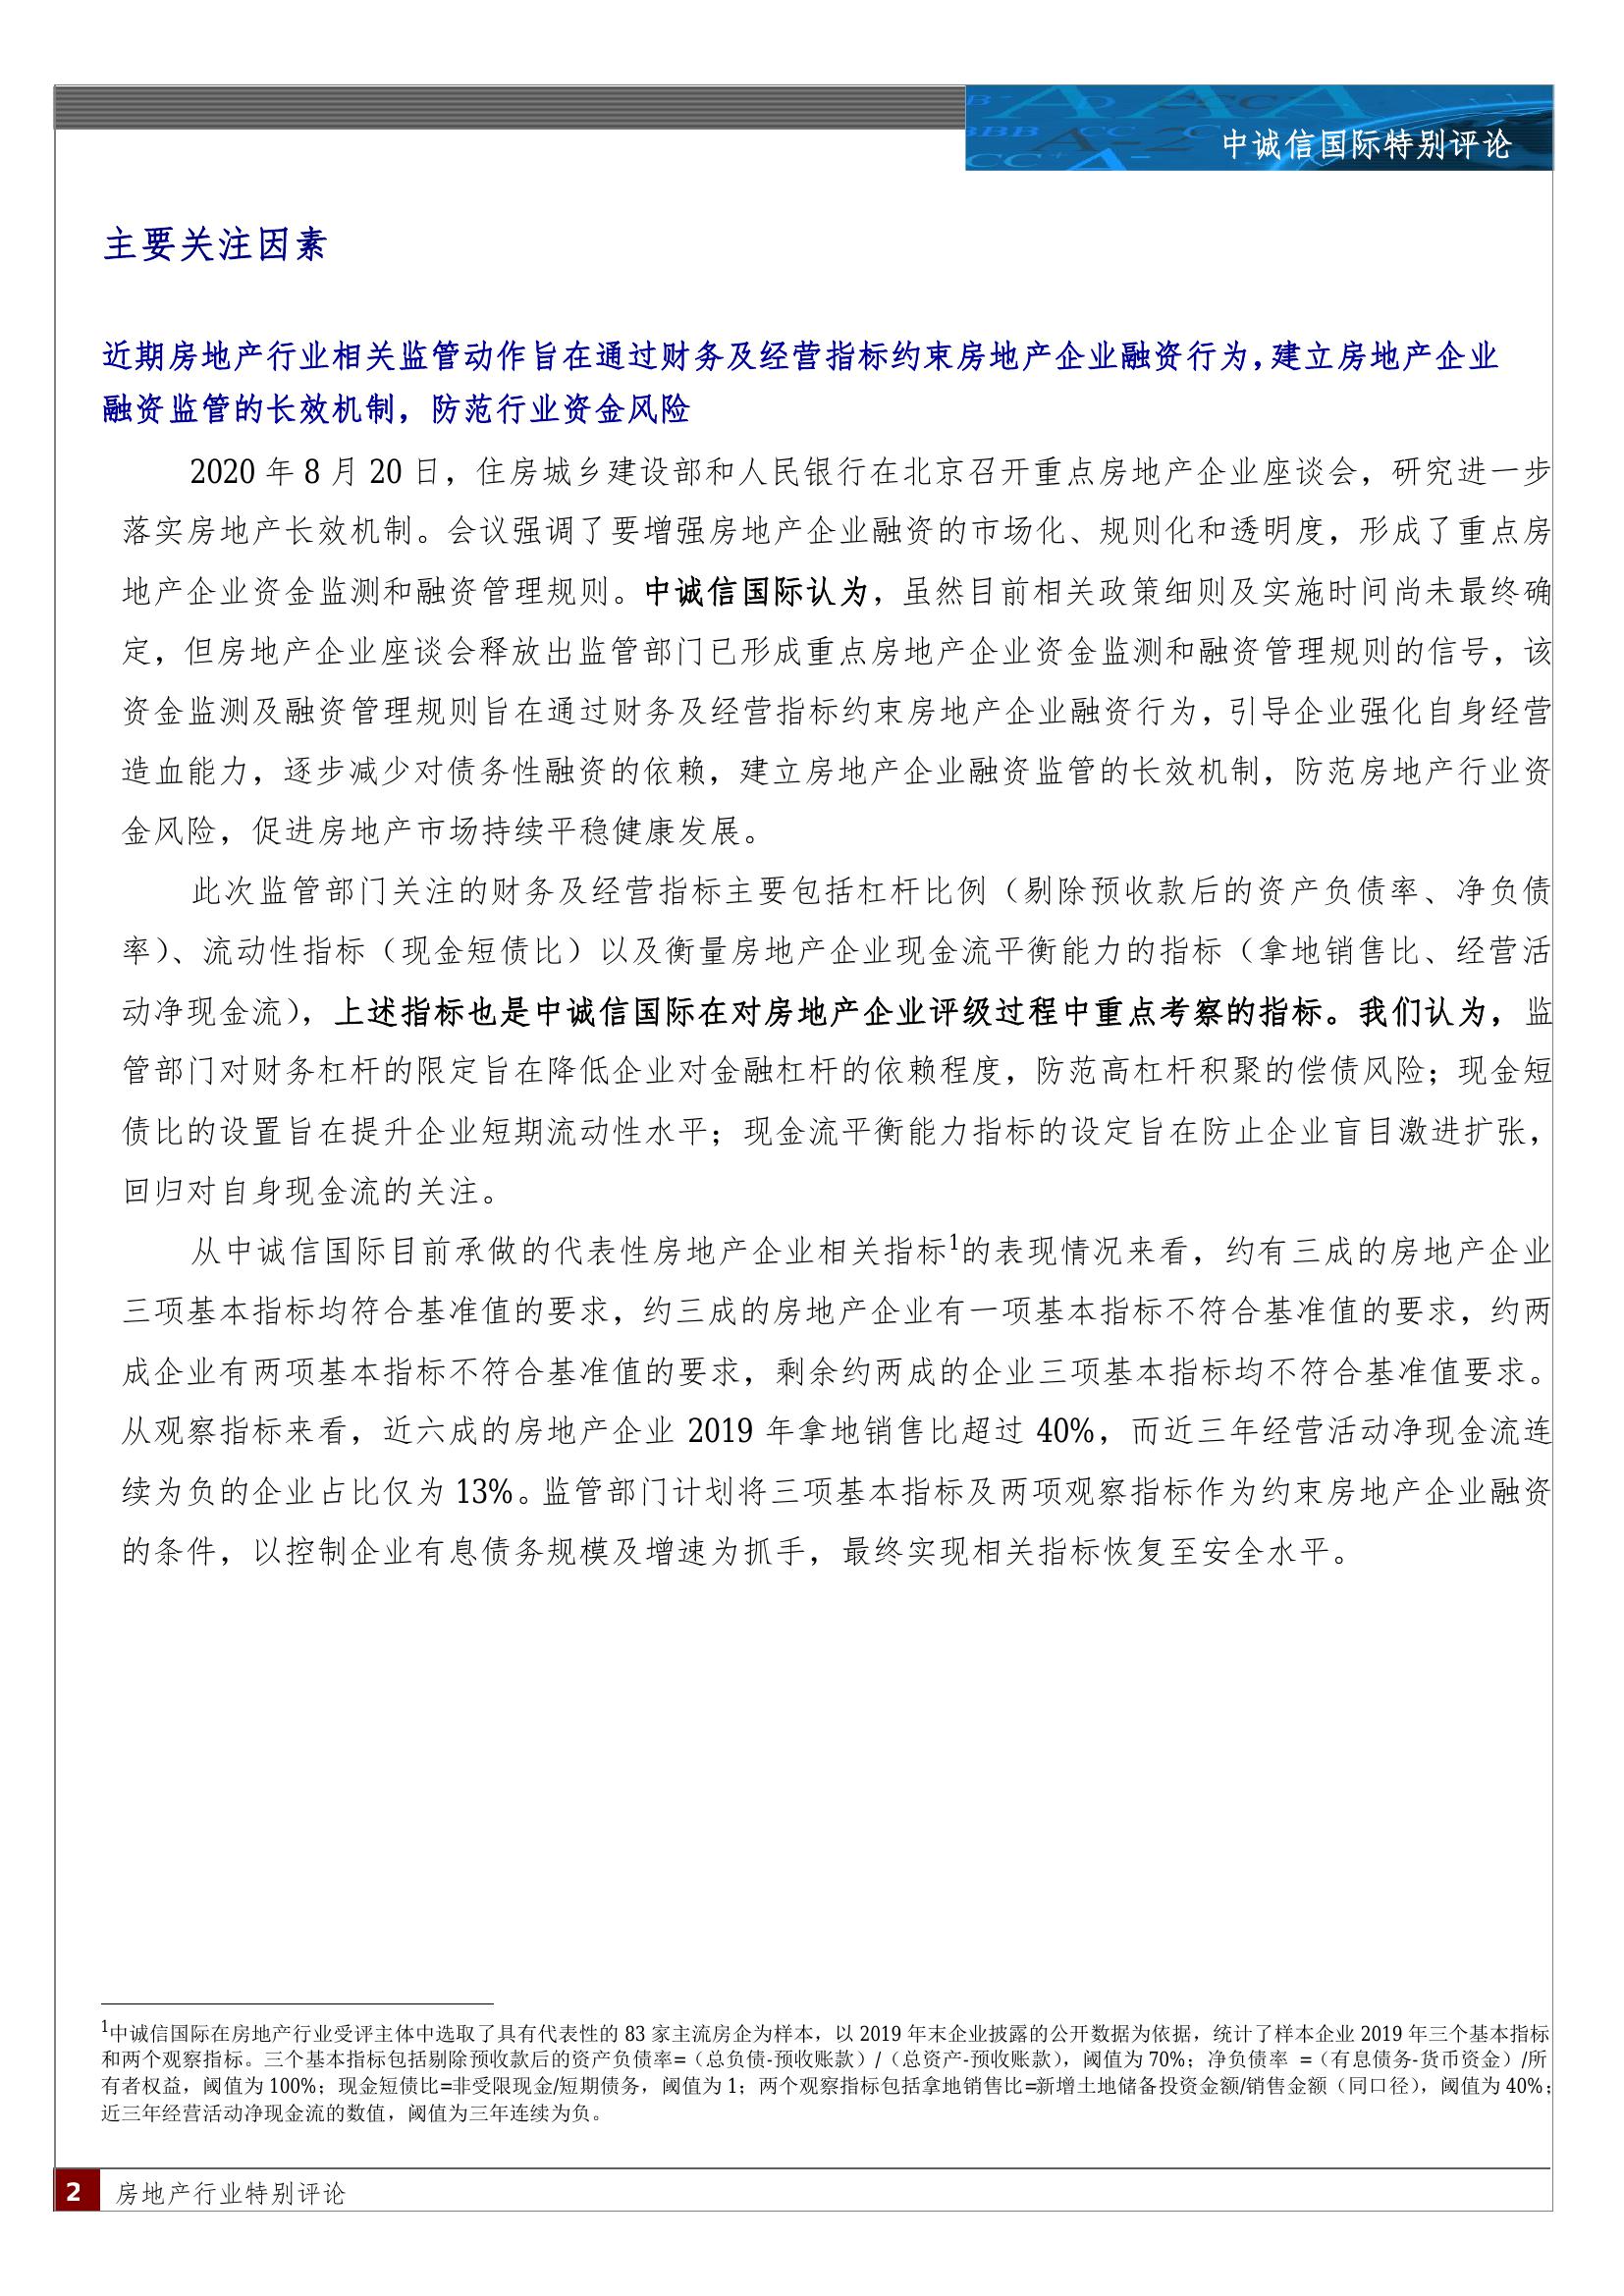 中诚信国际特别评论
主要关注因素
近期房地产行业相关监管动作旨在通过财务及经营指标约束房地产企业融资行为，建立房地产企业
融资监管的长效机制，防范行业资金风险
2020 年 8 月 20 日，住房城乡建设部和人民银行在北京召开重点房地产企业座谈会，研究进一步
落实房地产长效机制。会议强调了要增强房地产企业融资的市场化、规则化和透明度，形成了重点房
地产企业资金监测和融资管理规则。中诚信国际认为，虽然目前相关政策细则及实施时间尚未最终确
定，但房地产企业座谈会释放出监管部门已形成重点房地产企业资金监测和融资管理规则的信号，该
资金监测及融资管理规则旨在通过财务及经营指标约束房地产企业融资行为，引导企业强化自身经营
造血能力，逐步减少对债务性融资的依赖，建立房地产企业融资监管的长效机制，防范房地产行业资
金风险，促进房地产市场持续平稳健康发展。
此次监管部门关注的财务及经营指标主要包括杠杆比例（剔除预收款后的资产负债率、净负债
率）、流动性指标（现金短债比）以及衡量房地产企业现金流平衡能力的指标（拿地销售比、经营活
动净现金流），上述指标也是中诚信国际在对房地产企业评级过程中重点考察的指标。我们认为，监
管部门对财务杠杆的限定旨在降低企业对金融杠杆的依赖程度，防范高杠杆积聚的偿债风险；现金短
债比的设置旨在提升企业短期流动性水平；现金流平衡能力指标的设定旨在防止企业盲目激进扩张，
回归对自身现金流的关注。
从中诚信国际目前承做的代表性房地产企业相关指标1的表现情况来看，约有三成的房地产企业
三项基本指标均符合基准值的要求，约三成的房地产企业有一项基本指标不符合基准值的要求，约两
成企业有两项基本指标不符合基准值的要求，剩余约两成的企业三项基本指标均不符合基准值要求。
从观察指标来看，近六成的房地产企业 2019 年拿地销售比超过 40%，而近三年经营活动净现金流连
续为负的企业占比仅为 13%。监管部门计划将三项基本指标及两项观察指标作为约束房地产企业融资
的条件，以控制企业有息债务规模及增速为抓手，最终实现相关指标恢复至安全水平。
1中诚信国际在房地产行业受评主体中选取了具有代表性的 83 家主流房企为样本，以 2019 年末企业披露的公开数据为依据，统计了样本企业 2019 年三个基本指标
和两个观察指标。三个基本指标包括剔除预收款后的资产负债率=（总负债-预收账款）/（总资产-预收账款），阈值为 70%；净负债率 =（有息债务-货币资金）/所
有者权益，阈值为 100%；现金短债比=非受限现金/短期债务，阈值为 1；两个观察指标包括拿地销售比=新增土地储备投资金额/销售金额（同口径），阈值为 40%；
近三年经营活动净现金流的数值，阈值为三年连续为负。
2 房地产行业特别评论